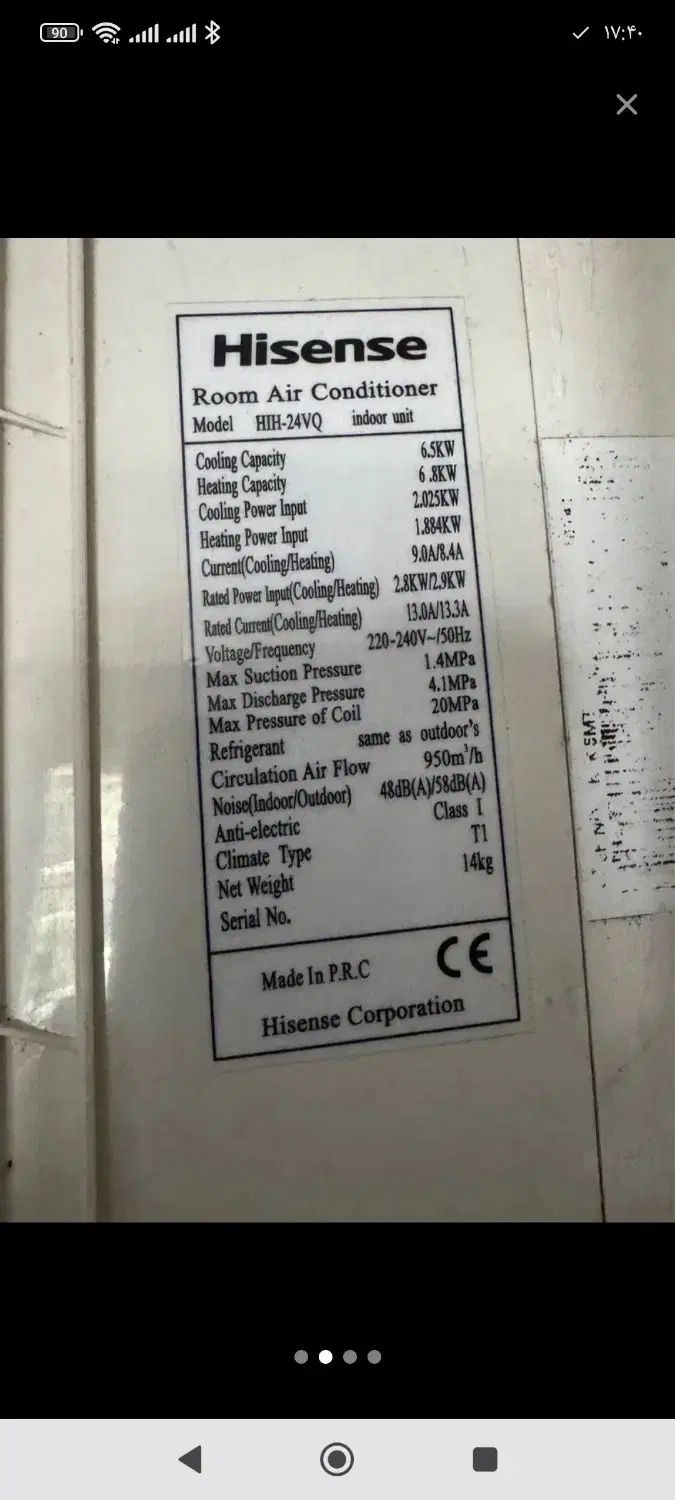 90
۱۷:۴۰
Hisense
Room Air Conditioner
Model HIH-24VQ indoor unit
Cooling Capacity 6.5KW
Heating Capacity 6.8KW
Cooling Power Input 2.025KW
Heating Power Input 1.884KW
Current(Cooling/Heating) 9.0A/8.4A
Rated Power Input(Cooling/Heating) 2.8KW/2.9KW
Rated Current(Cooling/Heating) 13.0A/13.3A
Voltage/Frequency 220-240V~/50Hz
Max Suction Pressure 1.4MPa
Max Discharge Pressure 4.1MPa
Max Pressure of Coil 20MPa
Refrigerant same as outdoor's
Circulation Air Flow 950m³/h
Noise(Indoor/Outdoor) 48dB(A)/58dB(A)
Anti-electric Class I
Climate Type T1
Net Weight 14kg
Serial No.
Made In P.R.C CE
Hisense Corporation